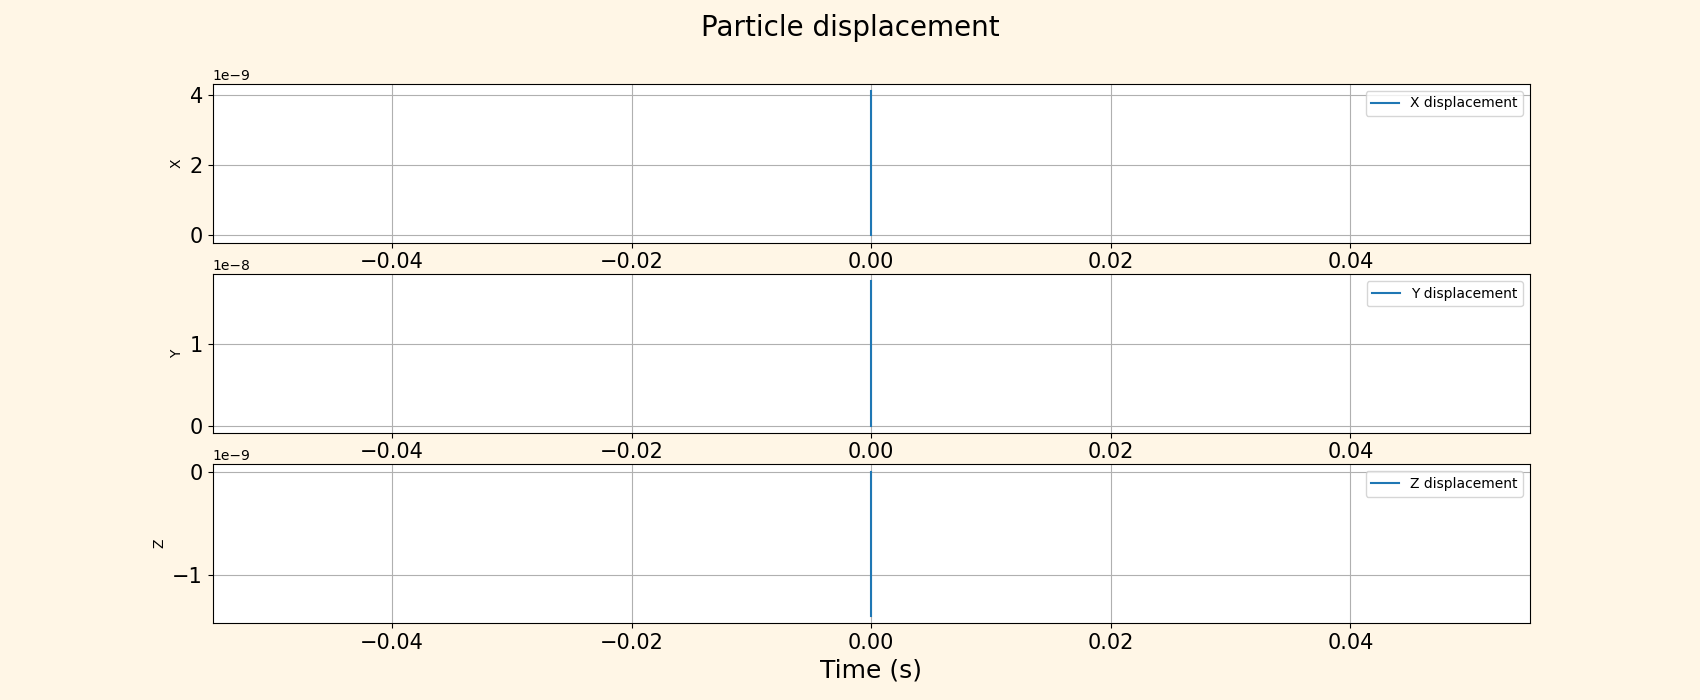 Particle displacement
1e−9
4
2
0
X
X displacement
−0.04 −0.02 0.00 0.02 0.04
1e−8
1
0
Y
Y displacement
−0.04 −0.02 0.00 0.02 0.04
1e−9
0
−1
Z
Z displacement
−0.04 −0.02 0.00 0.02 0.04
Time (s)